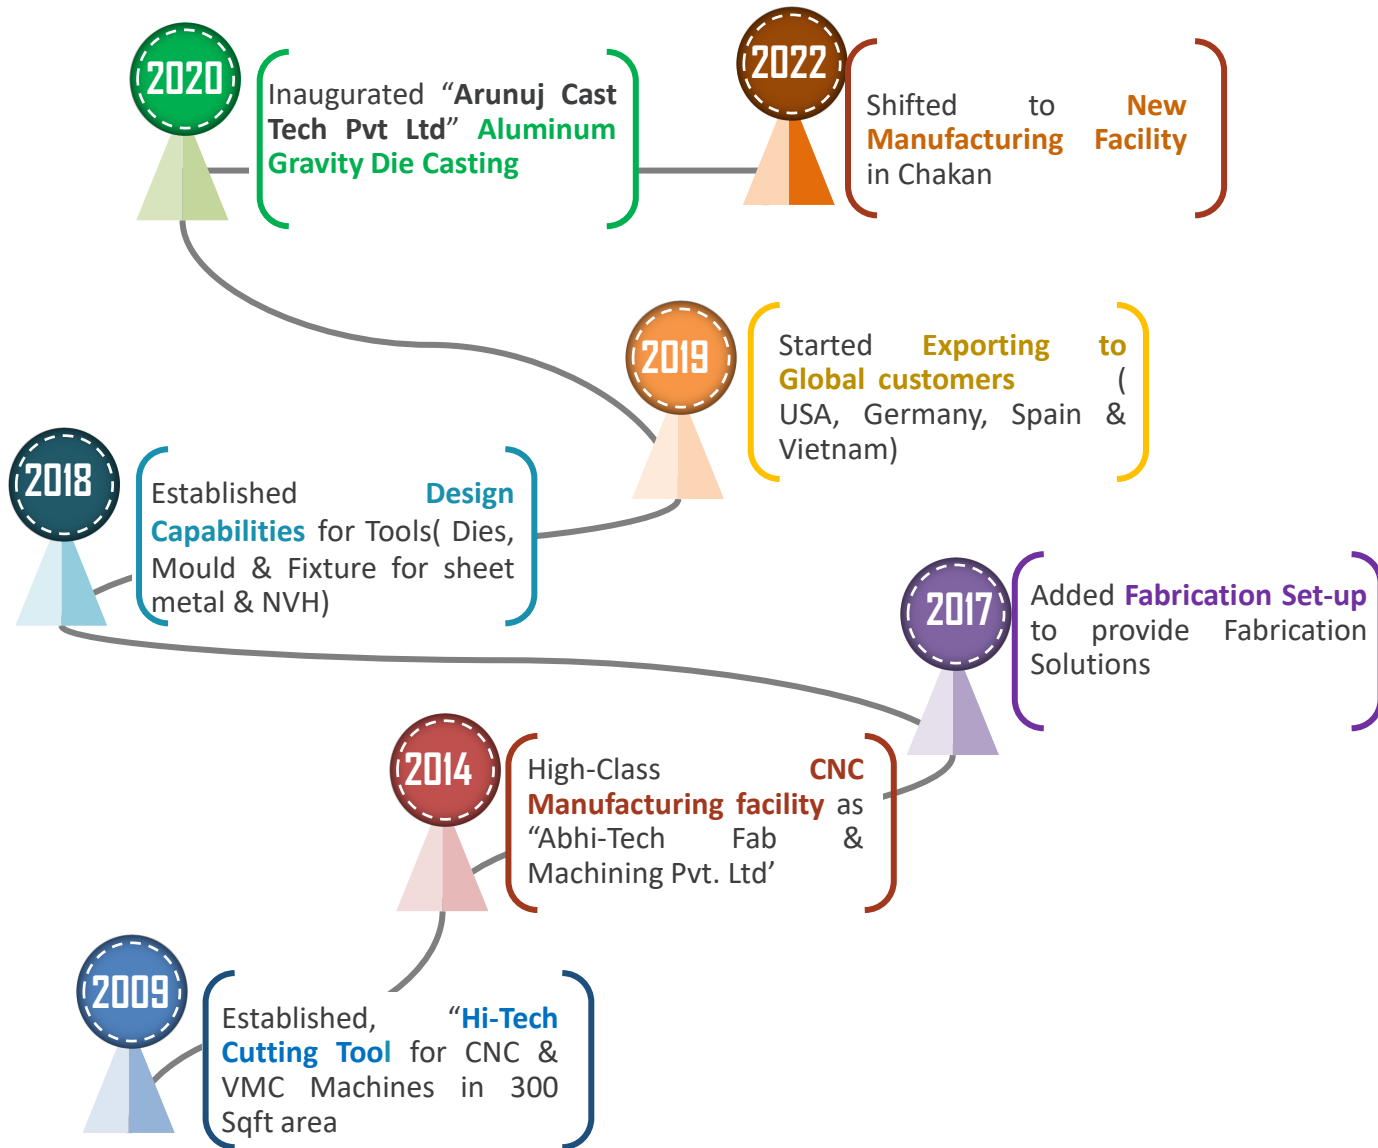 2020
Inaugurated “Arunuj Cast
Tech Pvt Ltd” Aluminum
Gravity Die Casting
2022
Shifted to New
Manufacturing Facility
in Chakan
2019
Started Exporting to
Global customers (
USA, Germany, Spain &
Vietnam)
2018
Established Design
Capabilities for Tools( Dies,
Mould & Fixture for sheet
metal & NVH)
2017
Added Fabrication Set-up
to provide Fabrication
Solutions
2014
High-Class CNC
Manufacturing facility as
“Abhi-Tech Fab &
Machining Pvt. Ltd’
2009
Established, “Hi-Tech
Cutting Tool for CNC &
VMC Machines in 300
Sqft area